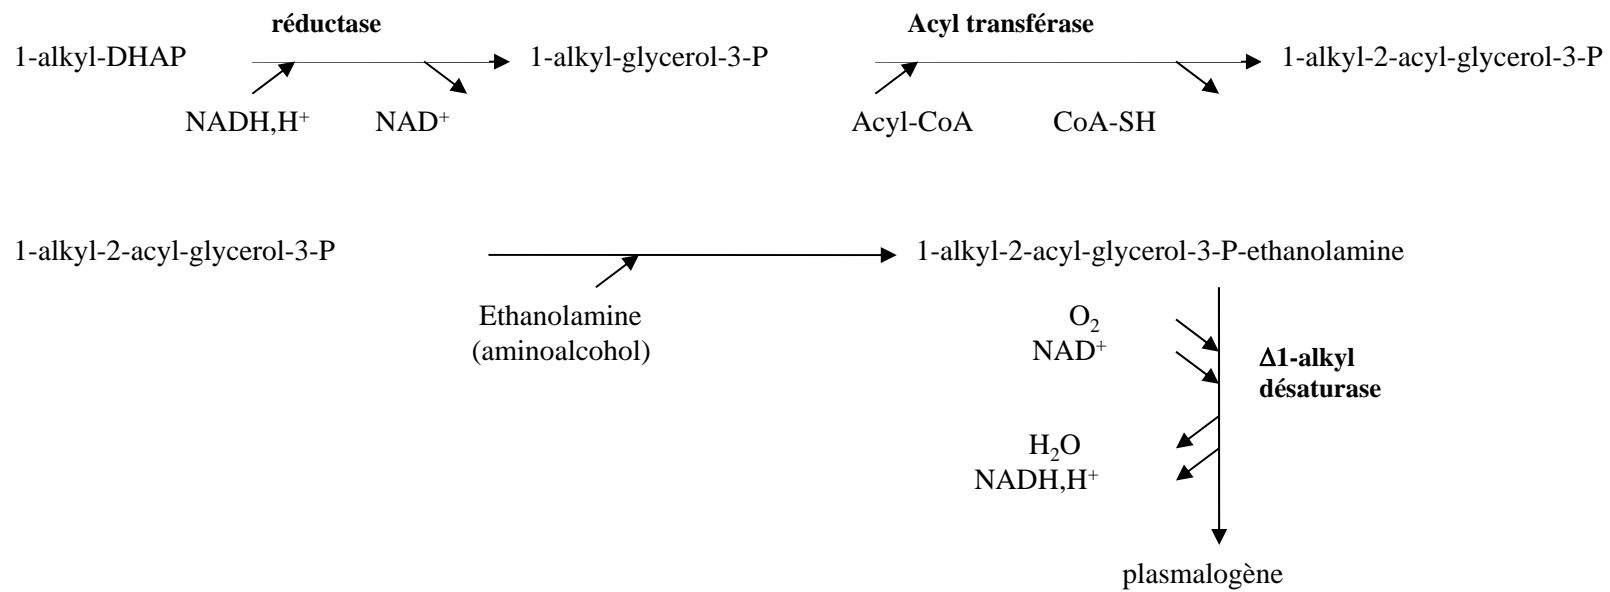 réductase
Acyl transférase
1-alkyl-DHAP
1-alkyl-glycerol-3-P
1-alkyl-2-acyl-glycerol-3-P
NADH,H⁺
NAD⁺
Acyl-CoA
CoA-SH
1-alkyl-2-acyl-glycerol-3-P
1-alkyl-2-acyl-glycerol-3-P-ethanolamine
Ethanolamine
(aminoalcohol)
O₂
NAD⁺
Δ1-alkyl
désaturase
H₂O
NADH,H⁺
plasmalogène